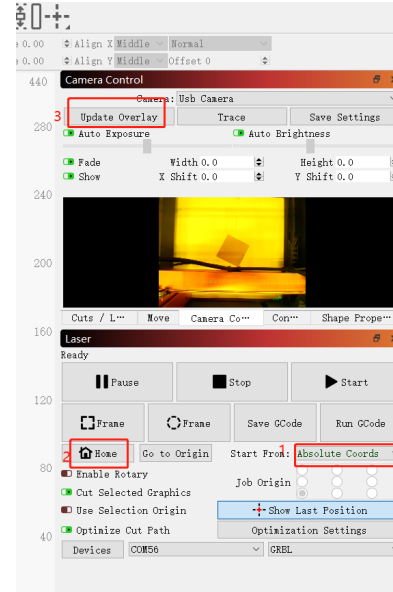 0.00 Align X Middle Normal
0.00 Align Y Middle Offset 0
440
Camera Control
Camera: Usb Camera
3 Update Overlay Trace Save Settings
280
Auto Exposure Auto Brightness
Fade Width 0.0 Height 0.0
Show X Shift 0.0 Y Shift 0.0
240
200
Cuts / L… Move Camera Co… Con… Shape Prope…
160
Laser
Ready
Pause Stop Start
120
Frame Frame Save GCode Run GCode
2 Home Go to Origin Start From: 1 Absolute Coords
80
Enable Rotary
Job Origin
Cut Selected Graphics
Use Selection Origin Show Last Position
40
Optimize Cut Path Optimization Settings
Devices COM56 GRBL